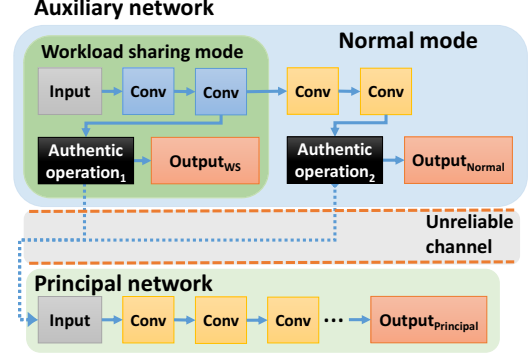 Auxiliary network
Workload sharing mode
Normal mode
Input
Conv
Conv
Conv
Conv
Authentic
operation1
OutputWS
Authentic
operation2
OutputNormal
Unreliable
channel
Principal network
Input
Conv
Conv
Conv
...
OutputPrincipal